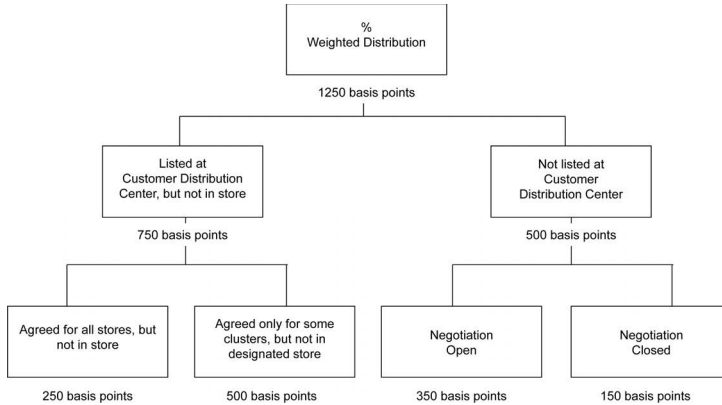 %
Weighted Distribution
1250 basis points
Listed at
Customer Distribution
Center, but not in store
Not listed at
Customer
Distribution Center
750 basis points
500 basis points
Agreed for all stores, but
not in store
Agreed only for some
clusters, but not in
designated store
Negotiation
Open
Negotiation
Closed
250 basis points
500 basis points
350 basis points
150 basis points